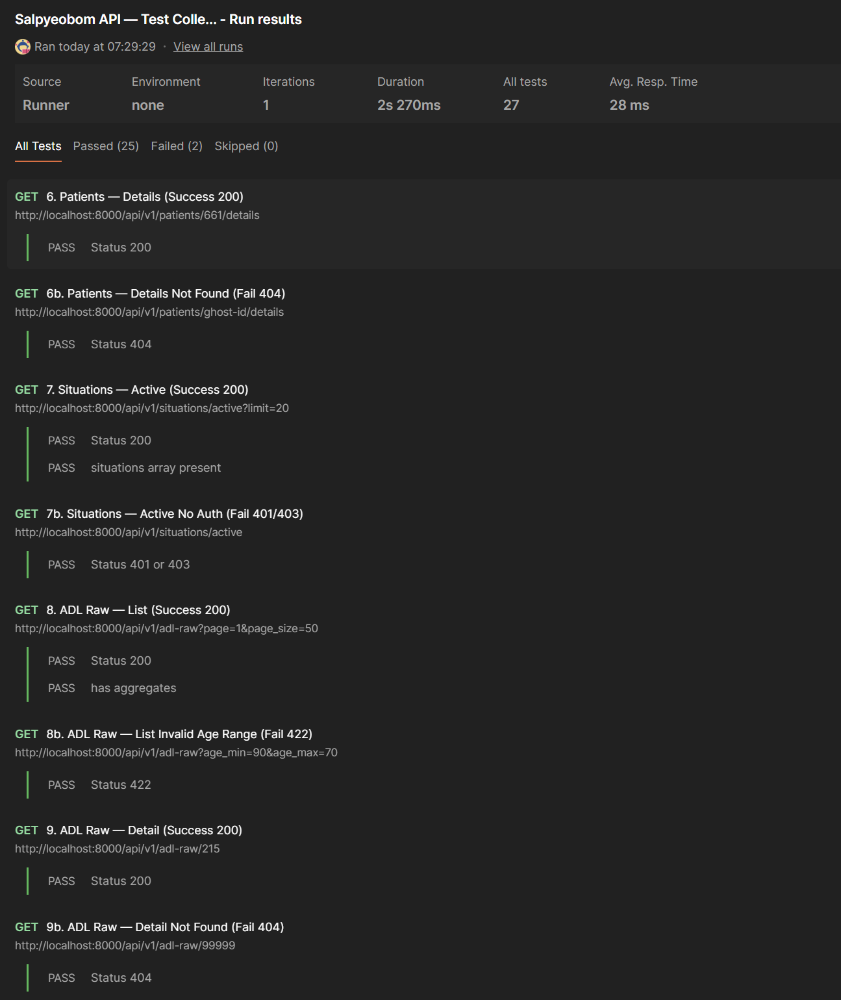 Salpyeobom API — Test Colle... - Run results
Ran today at 07:29:29 · View all runs
Source Environment Iterations Duration All tests Avg. Resp. Time
Runner none 1 2s 270ms 27 28 ms
All Tests Passed (25) Failed (2) Skipped (0)
GET 6. Patients — Details (Success 200)
http://localhost:8000/api/v1/patients/661/details
PASS Status 200
GET 6b. Patients — Details Not Found (Fail 404)
http://localhost:8000/api/v1/patients/ghost-id/details
PASS Status 404
GET 7. Situations — Active (Success 200)
http://localhost:8000/api/v1/situations/active?limit=20
PASS Status 200
PASS situations array present
GET 7b. Situations — Active No Auth (Fail 401/403)
http://localhost:8000/api/v1/situations/active
PASS Status 401 or 403
GET 8. ADL Raw — List (Success 200)
http://localhost:8000/api/v1/adl-raw?page=1&page_size=50
PASS Status 200
PASS has aggregates
GET 8b. ADL Raw — List Invalid Age Range (Fail 422)
http://localhost:8000/api/v1/adl-raw?age_min=90&age_max=70
PASS Status 422
GET 9. ADL Raw — Detail (Success 200)
http://localhost:8000/api/v1/adl-raw/215
PASS Status 200
GET 9b. ADL Raw — Detail Not Found (Fail 404)
http://localhost:8000/api/v1/adl-raw/99999
PASS Status 404